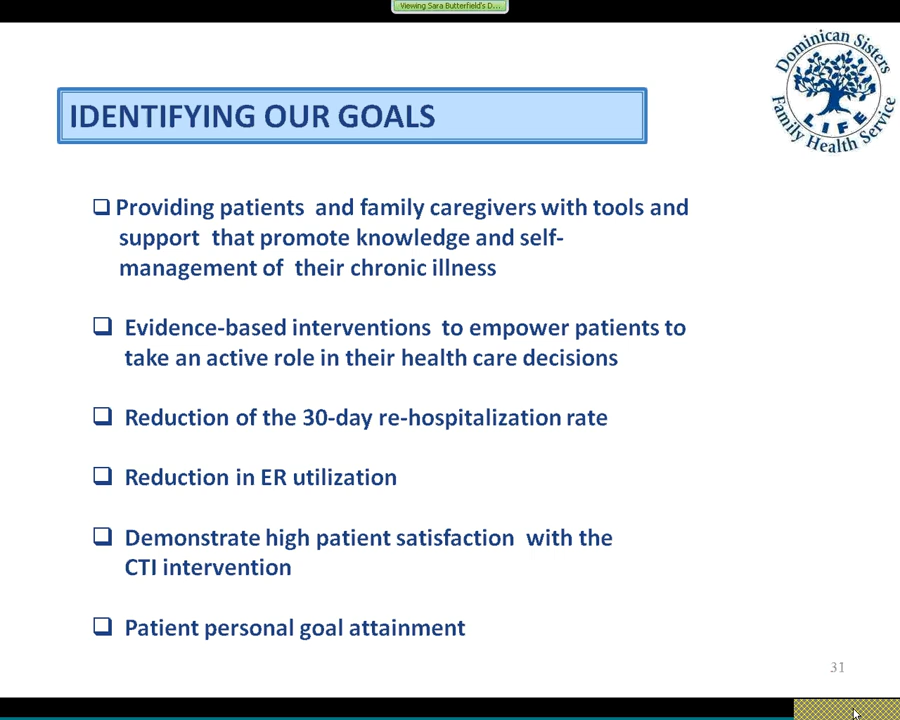 Viewing Sara Butterfield's D...
Dominican Sisters
LIFE
Family Health Service
IDENTIFYING OUR GOALS
Providing patients and family caregivers with tools and
support that promote knowledge and self-
management of their chronic illness
Evidence-based interventions to empower patients to
take an active role in their health care decisions
Reduction of the 30-day re-hospitalization rate
Reduction in ER utilization
Demonstrate high patient satisfaction with the
CTI intervention
Patient personal goal attainment
31